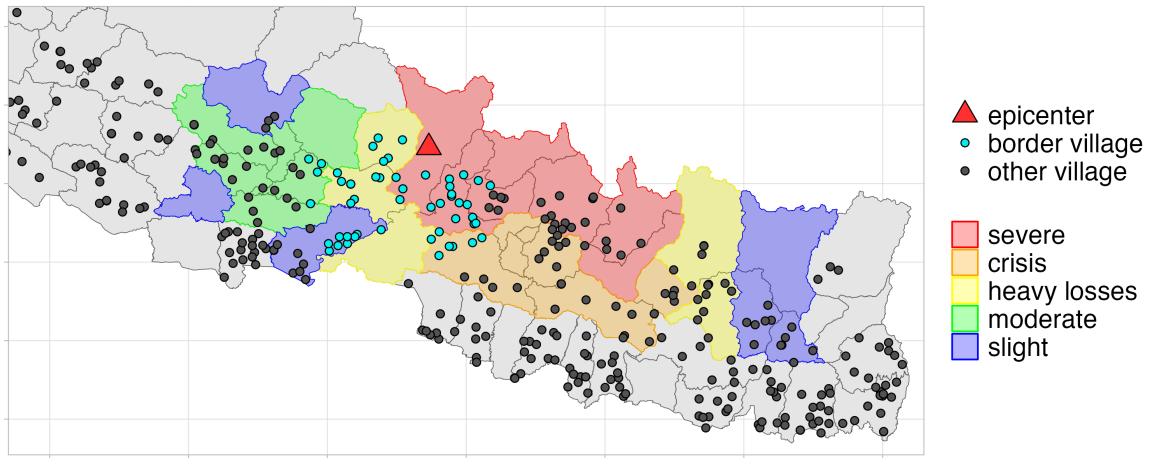 epicenter
border village
other village
severe
crisis
heavy losses
moderate
slight